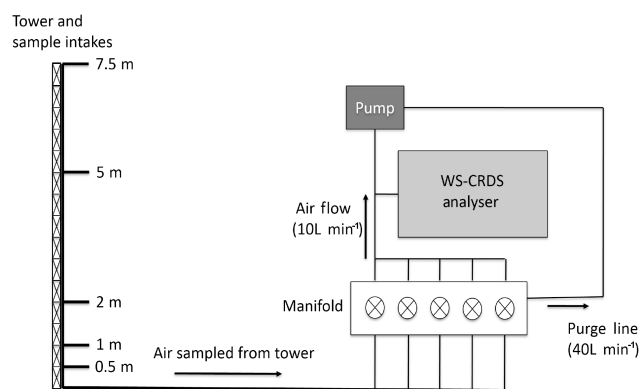 Tower and
sample intakes
7.5 m
5 m
2 m
1 m
0.5 m
Air sampled from tower
Pump
WS-CRDS
analyser
Air flow
(10L min⁻¹)
Manifold
Purge line
(40L min⁻¹)